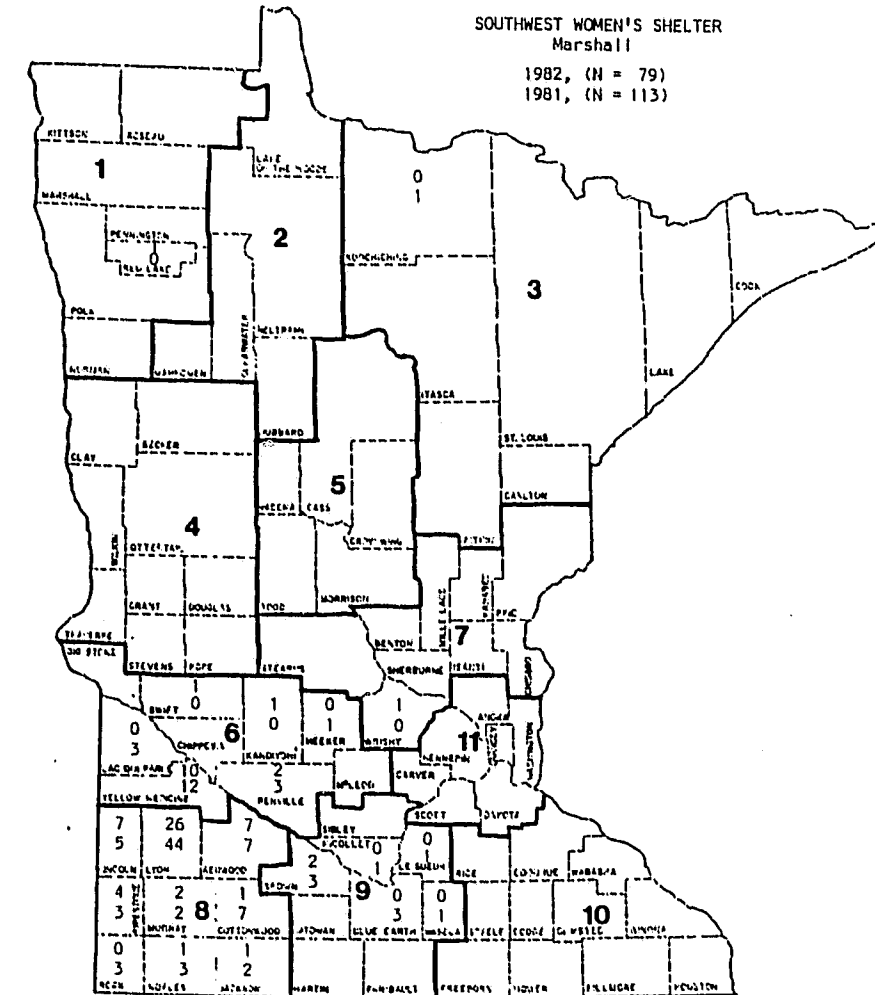 SOUTHWEST WOMEN'S SHELTER
Marshall
1982, (N = 79)
1981, (N = 113)
KITTSON
ROSEAU
LAKE
OF THE WOODS
0
1
1
MARSHALL
2
PENNINGTON
1
0
RED LAKE
KOOCHICHING
3
COOK
POLK
CLEARWATER
BELTRAMI
NORMAN
MAHNOMEN
LAKE
ITASCA
HUBBARD
BECKER
ST. LOUIS
CLAY
5
WADENA
CASS
CARLTON
4
WILKIN
OTTERTAIL
CROW WING
AITKIN
GRANT
DOUGLAS
TODD
MORRISON
MILLE LACS
KANABEC
PINE
TRAVERSE
BIG STONE
BENTON
7
STEVENS
POPE
STEARNS
SHERBURNE
ISANTI
CHISAGO
1
0
SWIFT
1
0
0
1
1
0
ANOKA
0
3
CHIPPEWA
6
KANDIYOHI
MEEKER
WRIGHT
11
HENNEPIN
RAMSEY
WASHINGTON
LAC QUI PARLE
0
2
2
3
MCLEOD
CARVER
YELLOW MEDICINE
RENVILLE
SCOTT
DAKOTA
7
5
26
44
7
7
SIBLEY
NICOLLET
0
1
0
1
LINCOLN
LYON
REDWOOD
2
3
LE SUEUR
RICE
GOODHUE
WABASHA
4
3
PIPESTONE
2
2
1
7
BROWN
9
0
3
0
1
8
10
MURRAY
COTTONWOOD
WATONWAN
BLUE EARTH
WASECA
STEELE
DODGE
OLMSTED
WINONA
0
3
1
3
1
2
ROCK
NOBLES
JACKSON
MARTIN
FARIBAULT
FREEBORN
MOWER
FILLMORE
HOUSTON